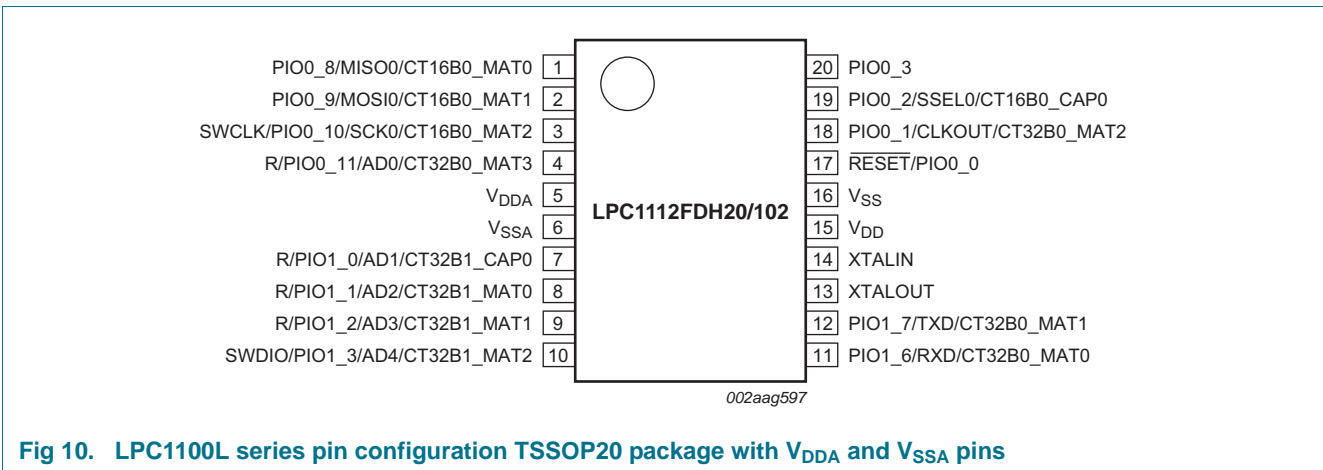 PIO0_8/MISO0/CT16B0_MAT0 1
PIO0_9/MOSI0/CT16B0_MAT1 2
SWCLK/PIO0_10/SCK0/CT16B0_MAT2 3
R/PIO0_11/AD0/CT32B0_MAT3 4
VDDA 5
VSSA 6
R/PIO1_0/AD1/CT32B1_CAP0 7
R/PIO1_1/AD2/CT32B1_MAT0 8
R/PIO1_2/AD3/CT32B1_MAT1 9
SWDIO/PIO1_3/AD4/CT32B1_MAT2 10
LPC1112FDH20/102
20 PIO0_3
19 PIO0_2/SSEL0/CT16B0_CAP0
18 PIO0_1/CLKOUT/CT32B0_MAT2
17 RESET/PIO0_0
16 VSS
15 VDD
14 XTALIN
13 XTALOUT
12 PIO1_7/TXD/CT32B0_MAT1
11 PIO1_6/RXD/CT32B0_MAT0
002aag597
Fig 10. LPC1100L series pin configuration TSSOP20 package with VDDA and VSSA pins